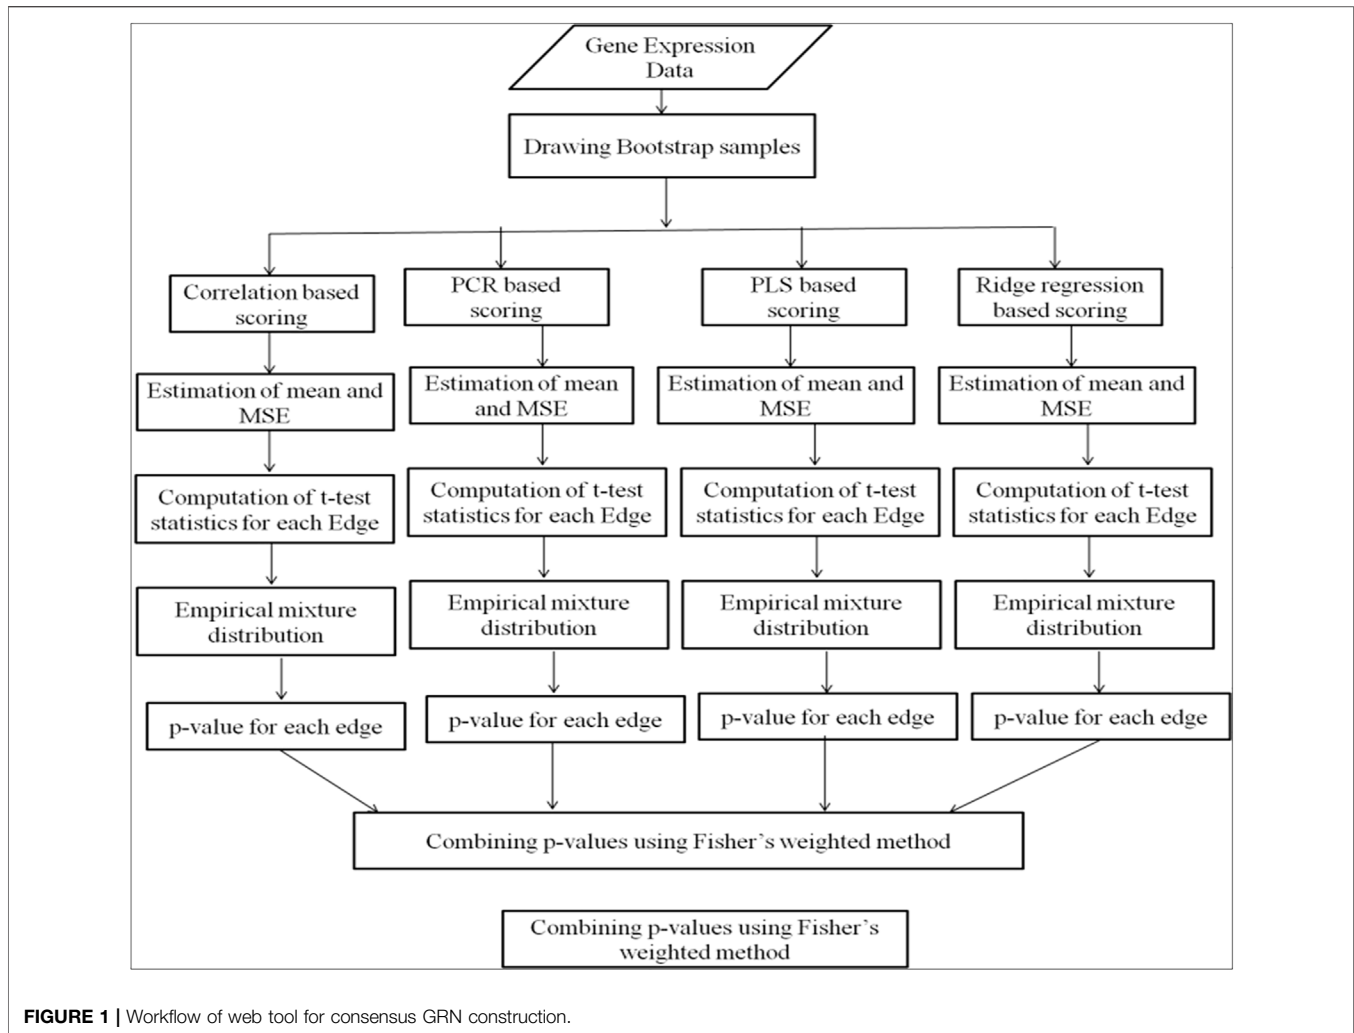 Gene Expression
Data
Drawing Bootstrap samples
Correlation based
scoring
PCR based
scoring
PLS based
scoring
Ridge regression
based scoring
Estimation of mean and
MSE
Estimation of mean
and MSE
Estimation of mean and
MSE
Estimation of mean and
MSE
Computation of t-test
statistics for each Edge
Computation of t-test
statistics for each Edge
Computation of t-test
statistics for each Edge
Computation of t-test
statistics for each Edge
Empirical mixture
distribution
Empirical mixture
distribution
Empirical mixture
distribution
Empirical mixture
distribution
p-value for each edge
p-value for each edge
p-value for each edge
p-value for each edge
Combining p-values using Fisher’s weighted method
Combining p-values using Fisher’s
weighted method
FIGURE 1 | Workflow of web tool for consensus GRN construction.